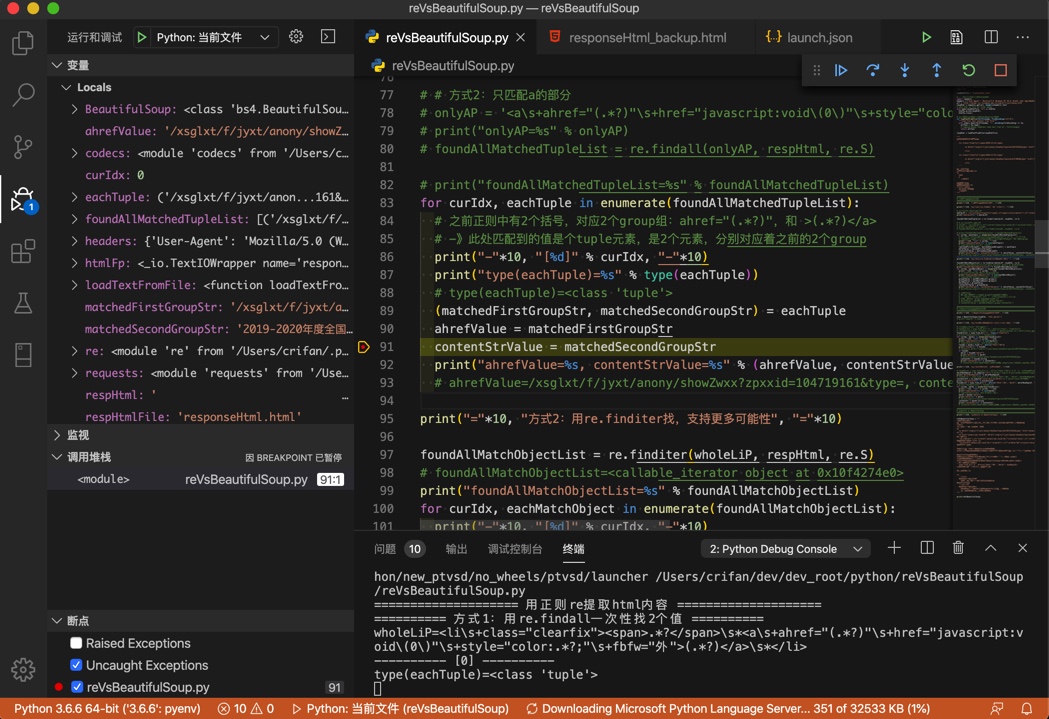 reVsBeautifulSoup.py — reVsBeautifulSoup
运行和调试 Python: 当前文件
reVsBeautifulSoup.py responseHtml_backup.html launch.json
reVsBeautifulSoup.py
变量
Locals
BeautifulSoup: <class 'bs4.BeautifulSou…
ahrefValue: '/xsglxt/f/jyxt/anony/showZ…
codecs: <module 'codecs' from '/Users/c…
curIdx: 0
eachTuple: ('/xsglxt/f/jyxt/anon...161&…
foundAllMatchedTupleList: [('/xsglxt/f/…
headers: {'User-Agent': 'Mozilla/5.0 (W…
htmlFp: <_io.TextIOWrapper name='respon…
loadTextFromFile: <function loadTextFro…
matchedFirstGroupStr: '/xsglxt/f/jyxt/a…
matchedSecondGroupStr: '2019-2020年度全国…
re: <module 're' from '/Users/crifan/.p…
requests: <module 'requests' from '/Use…
respHtml: ' …
respHtmlFile: 'responseHtml.html'
监视
调用堆栈 因 BREAKPOINT 已暂停
<module> reVsBeautifulSoup.py 91:1
断点
Raised Exceptions
Uncaught Exceptions
reVsBeautifulSoup.py 91
1
76
77 # # 方式2：只匹配a的部分
78 # onlyAP = '<a\s+ahref="(.*?)"\s+href="javascript:void\(0\)"\s+style="colo
79 # print("onlyAP=%s" % onlyAP)
80 # foundAllMatchedTupleList = re.findall(onlyAP, respHtml, re.S)
81
82 # print("foundAllMatchedTupleList=%s" % foundAllMatchedTupleList)
83 for curIdx, eachTuple in enumerate(foundAllMatchedTupleList):
84 # 之前正则中有2个括号，对应2个group组：ahref="(.*?)"，和 >(.*?)</a>
85 # -》此处匹配到的值是个tuple元素，是2个元素，分别对应着之前的2个group
86 print("-"*10, "[%d]" % curIdx, "-"*10)
87 print("type(eachTuple)=%s" % type(eachTuple))
88 # type(eachTuple)=<class 'tuple'>
89 (matchedFirstGroupStr, matchedSecondGroupStr) = eachTuple
90 ahrefValue = matchedFirstGroupStr
91 contentStrValue = matchedSecondGroupStr
92 print("ahrefValue=%s, contentStrValue=%s" % (ahrefValue, contentStrValue
93 # ahrefValue=/xsglxt/f/jyxt/anony/showZwxx?zpxxid=104719161&type=, conte
94
95 print("="*10, "方式2：用re.finditer找，支持更多可能性", "="*10)
96
97 foundAllMatchObjectList = re.finditer(wholeLiP, respHtml, re.S)
98 # foundAllMatchObjectList=<callable_iterator object at 0x10f4274e0>
99 print("foundAllMatchObjectList=%s" % foundAllMatchObjectList)
100 for curIdx, eachMatchObject in enumerate(foundAllMatchObjectList):
101 print("-"*10, "[%d]" % curIdx, "-"*10)
问题 10 输出 调试控制台 终端 2: Python Debug Console
hon/new_ptvsd/no_wheels/ptvsd/launcher /Users/crifan/dev/dev_root/python/reVsBeautifulSoup
/reVsBeautifulSoup.py
==================== 用正则re提取html内容 ====================
========== 方式1：用re.findall一次性找2个值 ==========
wholeLiP=<li\s+class="clearfix"><span>.*?</span>\s*<a\s+ahref="(.*?)"\s+href="javascript:v
oid\(0\)"\s+style="color:.*?;"\s+fbfw="外">(.*?)</a>\s*</li>
---------- [0] ----------
type(eachTuple)=<class 'tuple'>
Python 3.6.6 64-bit ('3.6.6': pyenv) 10 0 Python: 当前文件 (reVsBeautifulSoup) Downloading Microsoft Python Language Server... 351 of 32533 KB (1%)